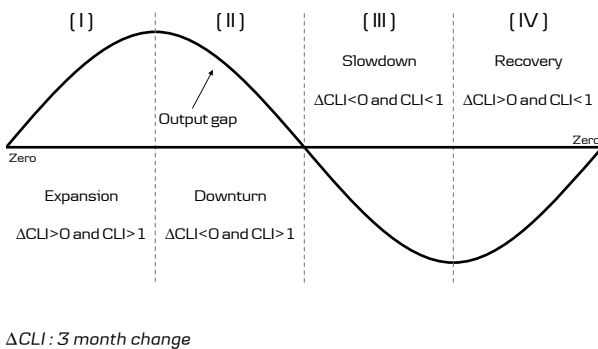 (I) (II) (III) (IV)
Slowdown Recovery
ΔCLI<0 and CLI<1 ΔCLI>0 and CLI<1
Output gap
Zero
Zero
Expansion Downturn
ΔCLI>0 and CLI>1 ΔCLI<0 and CLI>1
ΔCLI : 3 month change